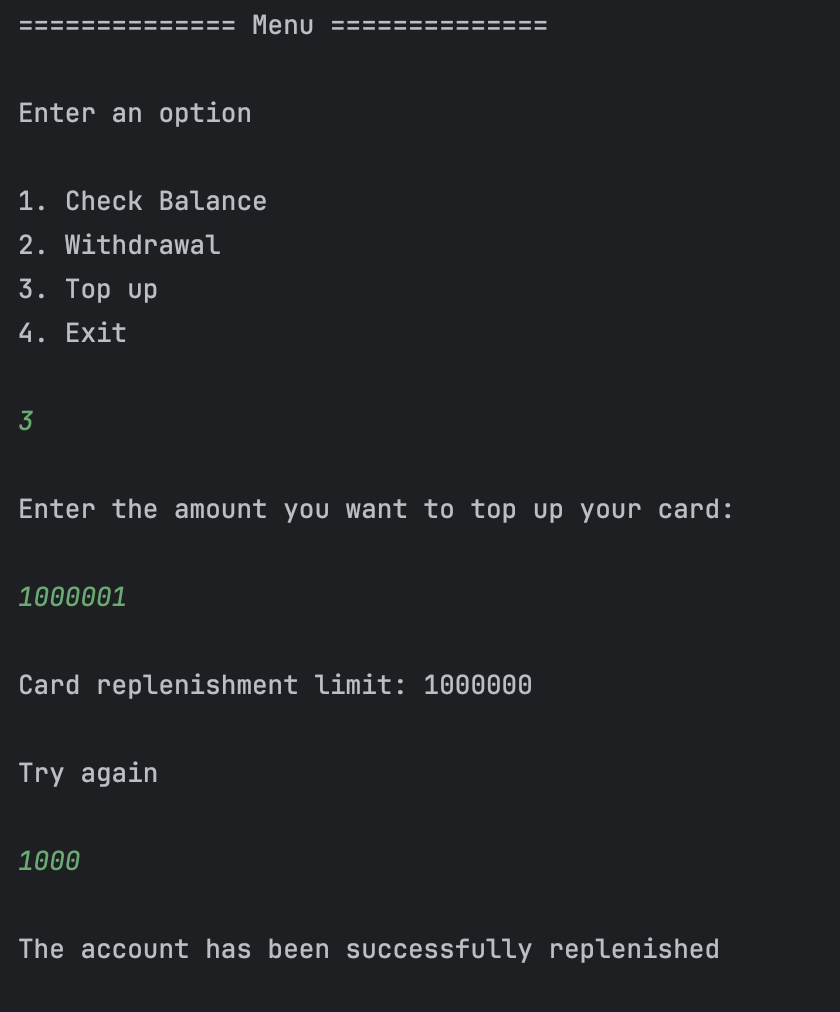 ============== Menu ==============
Enter an option
1. Check Balance
2. Withdrawal
3. Top up
4. Exit
3
Enter the amount you want to top up your card:
1000001
Card replenishment limit: 1000000
Try again
1000
The account has been successfully replenished